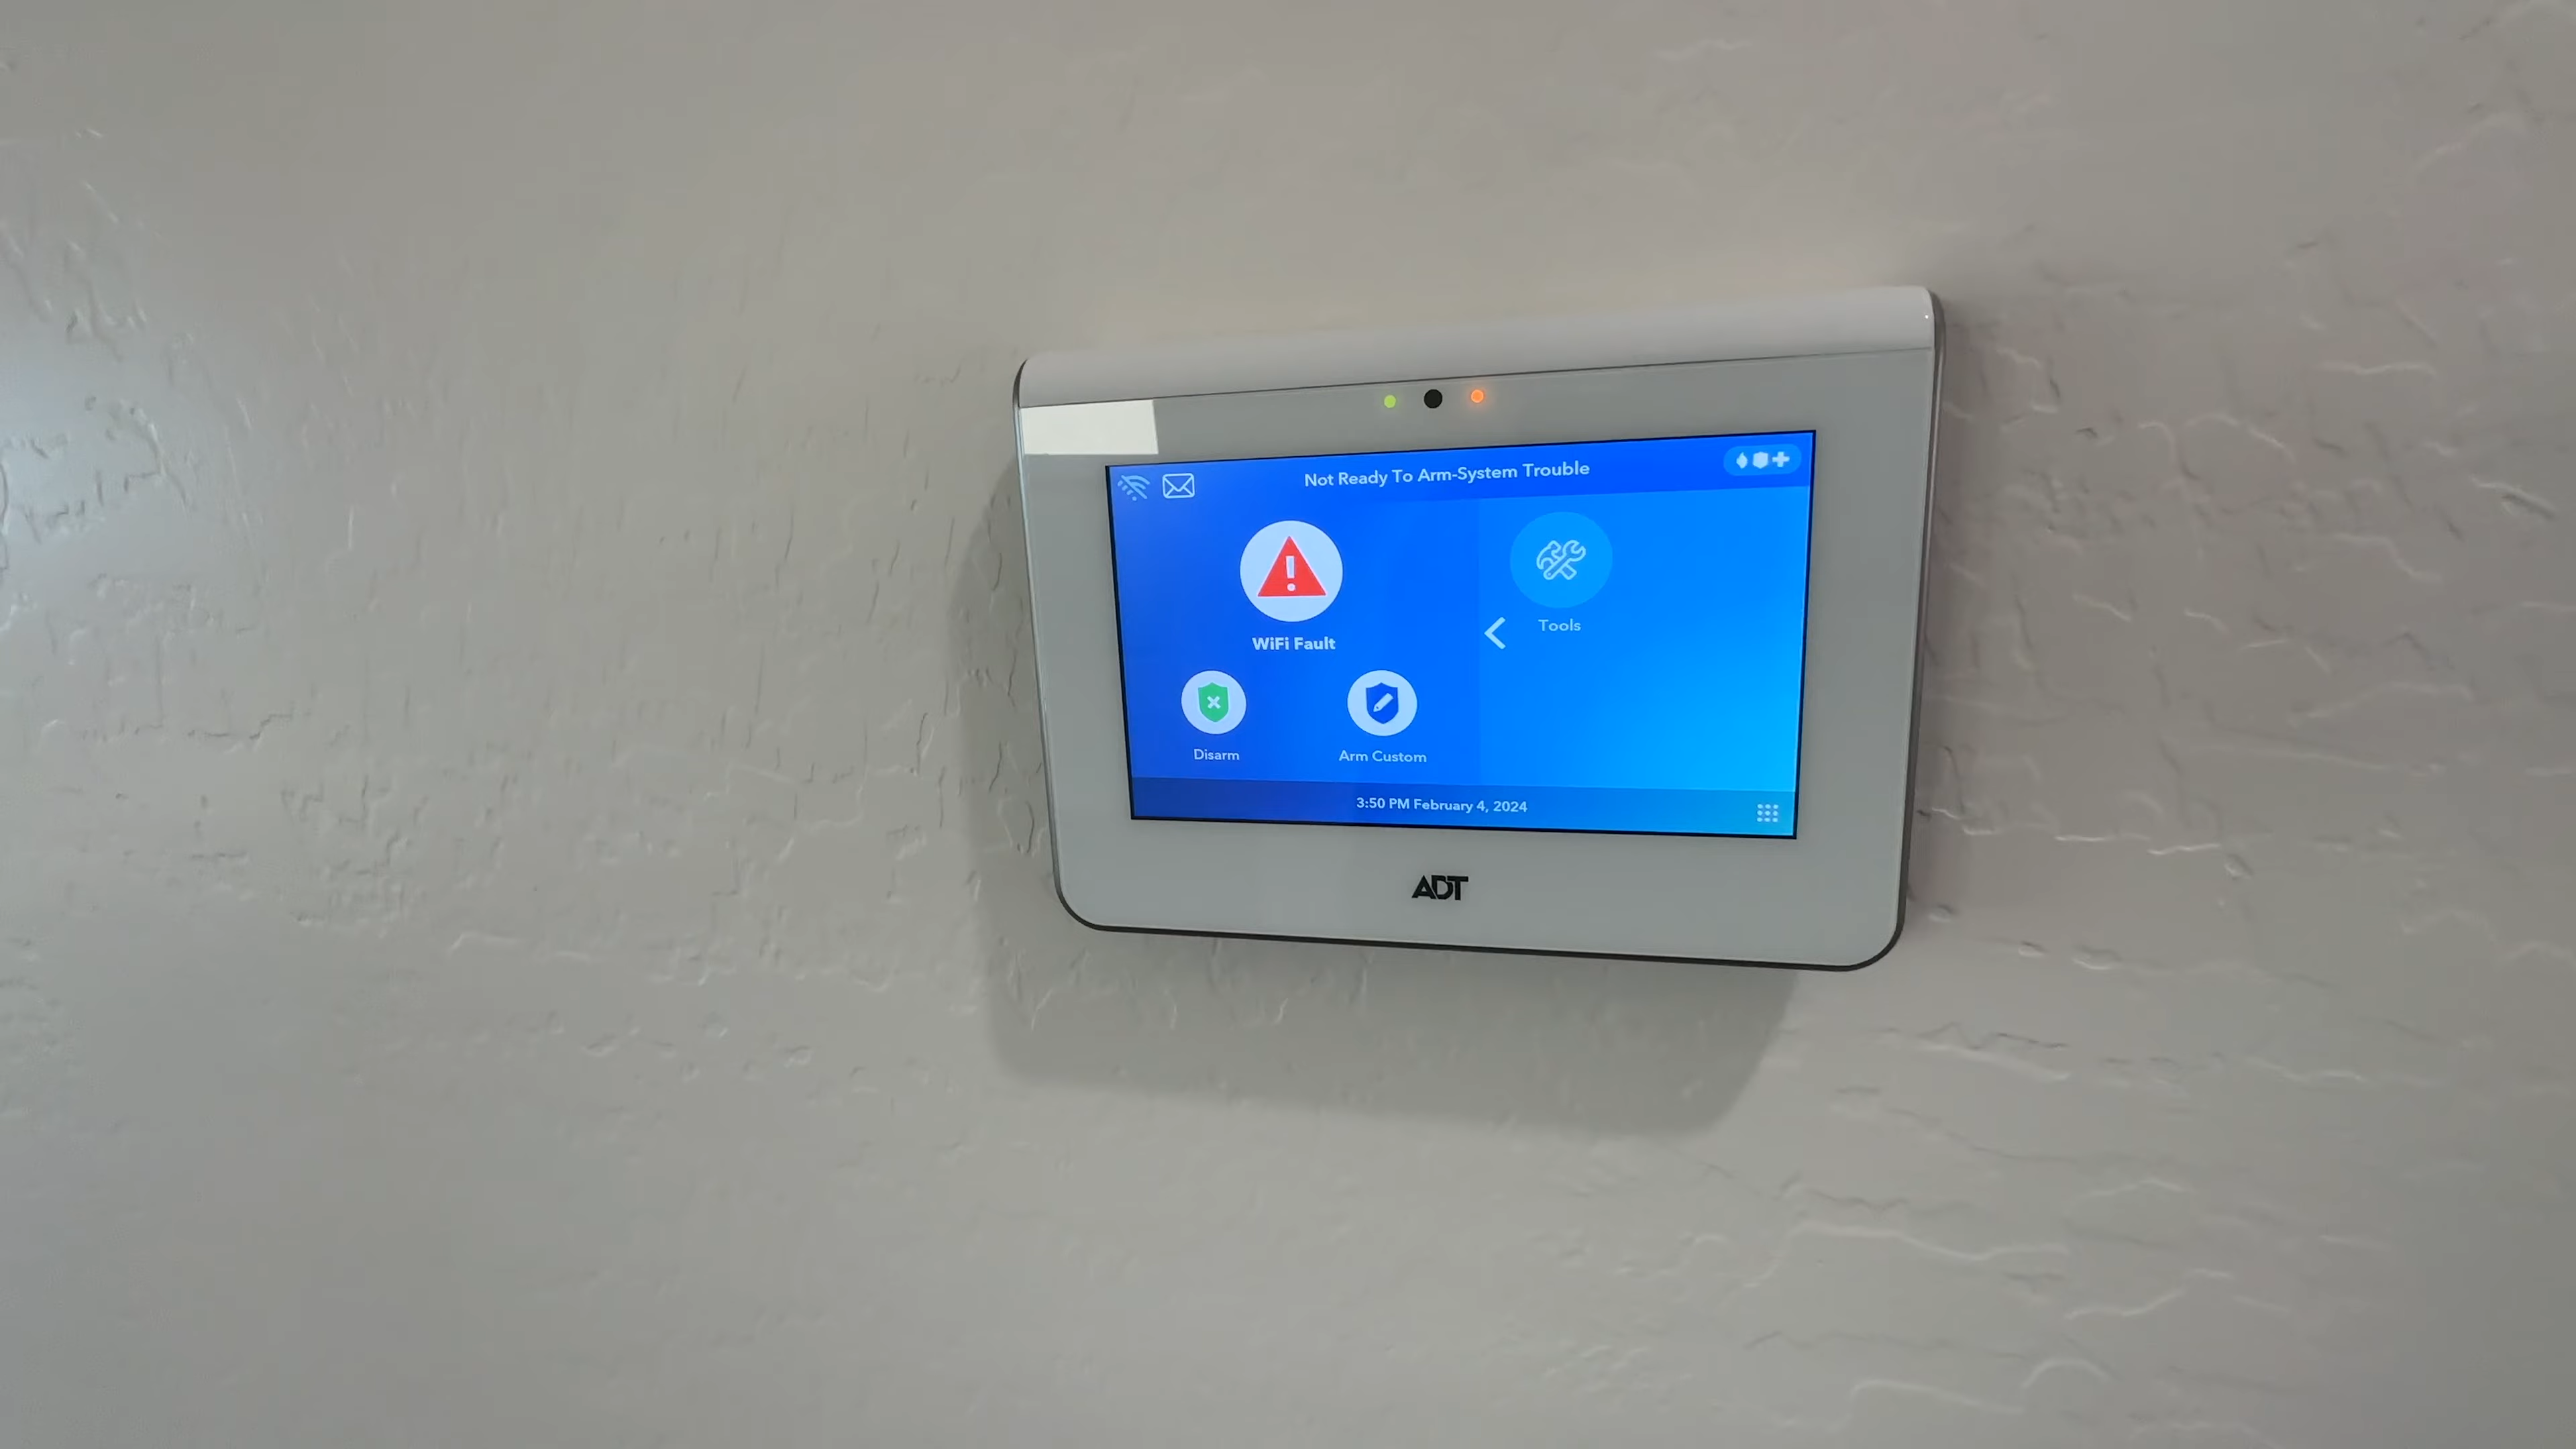 Not Ready To Arm-System Trouble
WiFi Fault
Tools
Disarm
Arm Custom
3:50 PM February 4, 2024
ADT